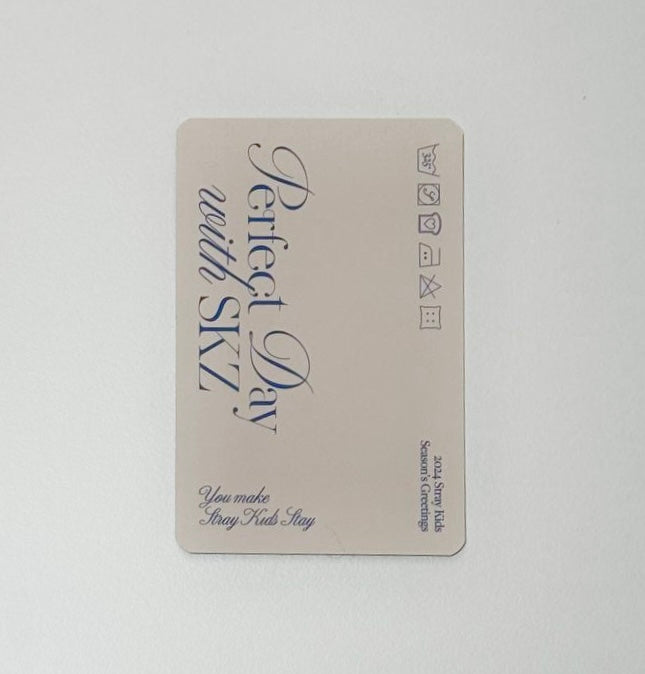 Perfect Day
with SKZ
2024 Stray Kids
Season's Greetings
You make
Stray Kids Stay